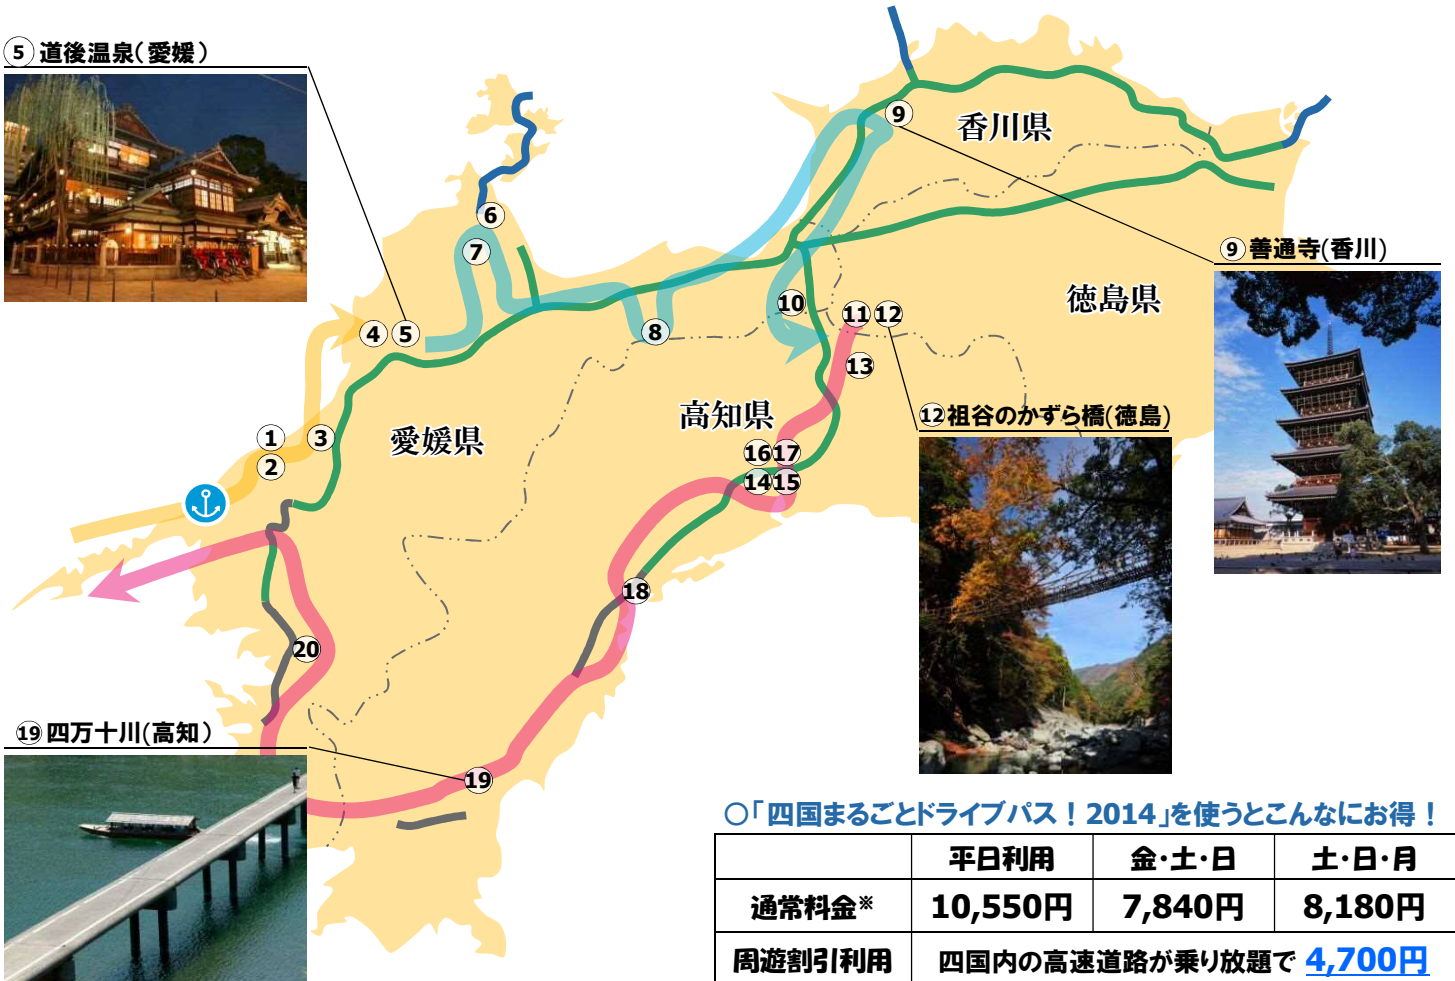 ⑤ 道後温泉(愛媛)
⑨
香川県
⑥
⑦
⑨ 善通寺(香川)
徳島県
⑩
⑪ ⑫
④ ⑤
⑧
⑬
高知県
⑫ 祖谷のかずら橋(徳島)
① ③
愛媛県
②
⑯ ⑰
⑭ ⑮
⑱
⑳
⑲ 四万十川(高知)
⑲
○「四国まるごとドライブパス!2014」を使うとこんなにお得!
平日利用 金・土・日 土・日・月
通常料金※ 10,550円 7,840円 8,180円
周遊割引利用 四国内の高速道路が乗り放題で 4,700円